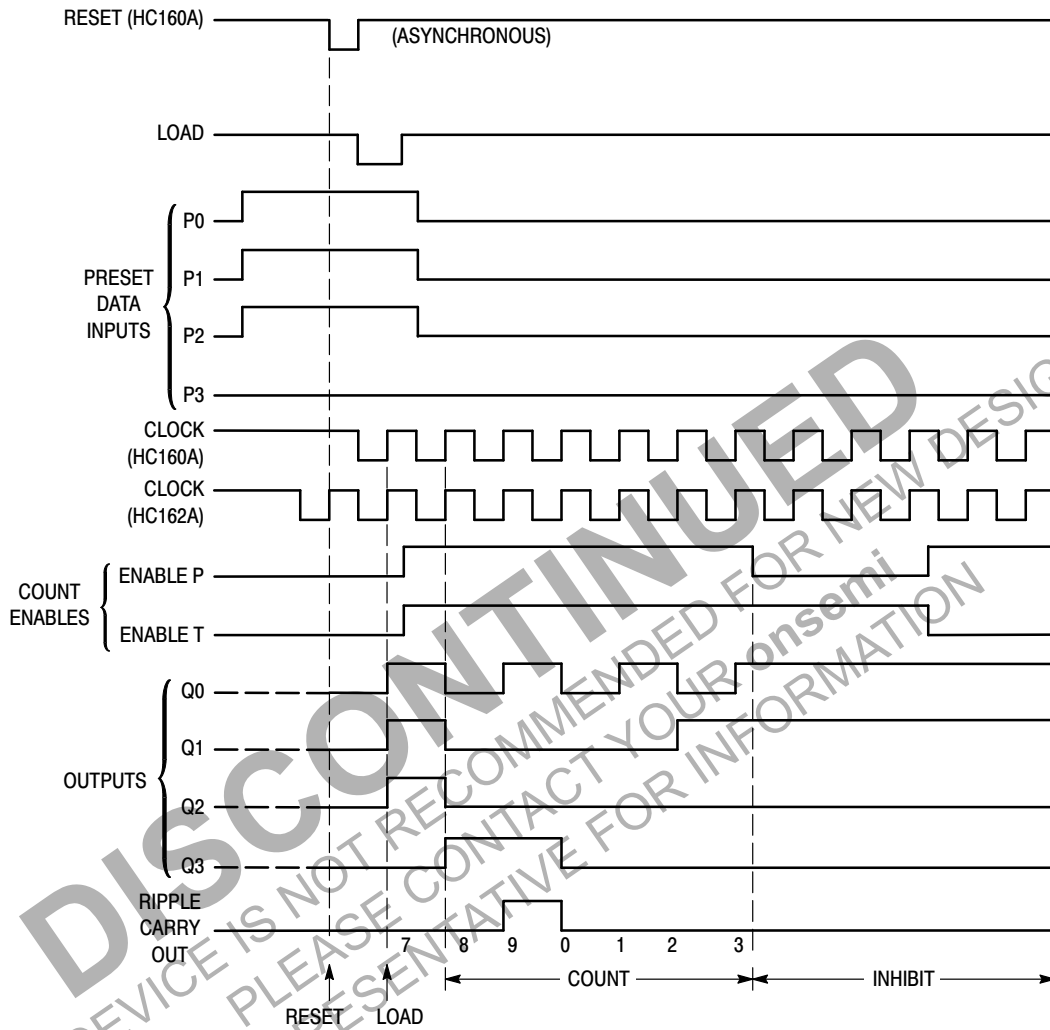 RESET (HC160A)
(ASYNCHRONOUS)
LOAD
P0
PRESET
DATA
INPUTS
P1
P2
P3
CLOCK
(HC160A)
CLOCK
(HC162A)
COUNT
ENABLES
ENABLE P
ENABLE T
OUTPUTS
Q0
Q1
Q2
Q3
RIPPLE
CARRY
OUT
7 8 9 0 1 2 3
COUNT
INHIBIT
RESET LOAD
DISCONTINUED
DEVICE IS NOT RECOMMENDED FOR NEW DESIG
PLEASE CONTACT YOUR onsemi
RESENTATIVE FOR INFORMATION